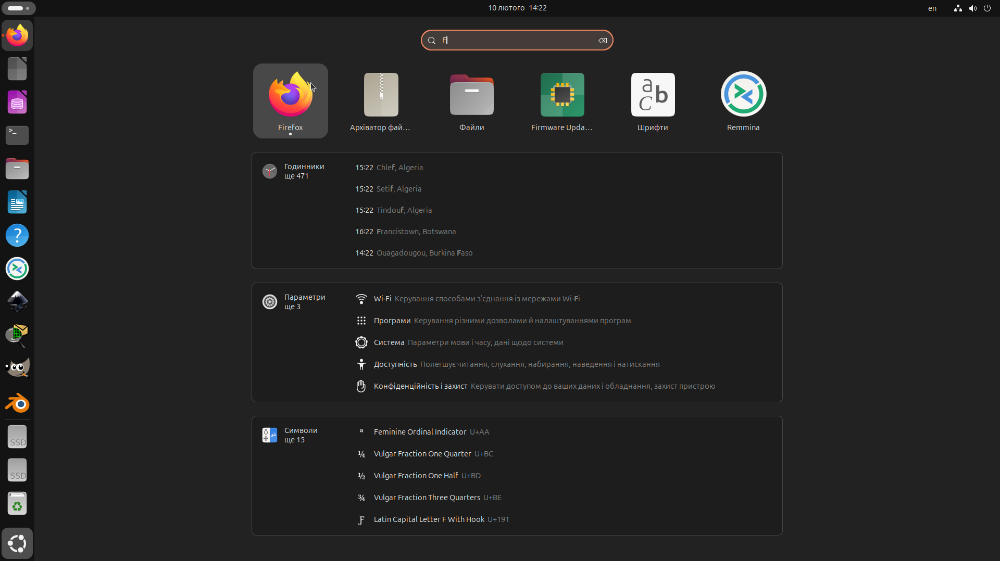 10 лютого 14:22
en
F
Firefox
Архіватор фай…
Файли
Firmware Upda…
Шрифти
Remmina
Годинники
ще 471
15:22 Chlef, Algeria
15:22 Setif, Algeria
15:22 Tindouf, Algeria
16:22 Francistown, Botswana
14:22 Ouagadougou, Burkina Faso
Параметри
ще 3
Wi-Fi Керування способами з'єднання із мережами Wi-Fi
Програми Керування різними дозволами й налаштуваннями програм
Система Параметри мови і часу, дані щодо системи
Доступність Полегшує читання, слухання, набирання, наведення і натискання
Конфіденційність і захист Керувати доступом до ваших даних і обладнання, захист пристрою
Символи
ще 15
ª Feminine Ordinal Indicator U+AA
¼ Vulgar Fraction One Quarter U+BC
½ Vulgar Fraction One Half U+BD
¾ Vulgar Fraction Three Quarters U+BE
Ƒ Latin Capital Letter F With Hook U+191
SSD
SSD